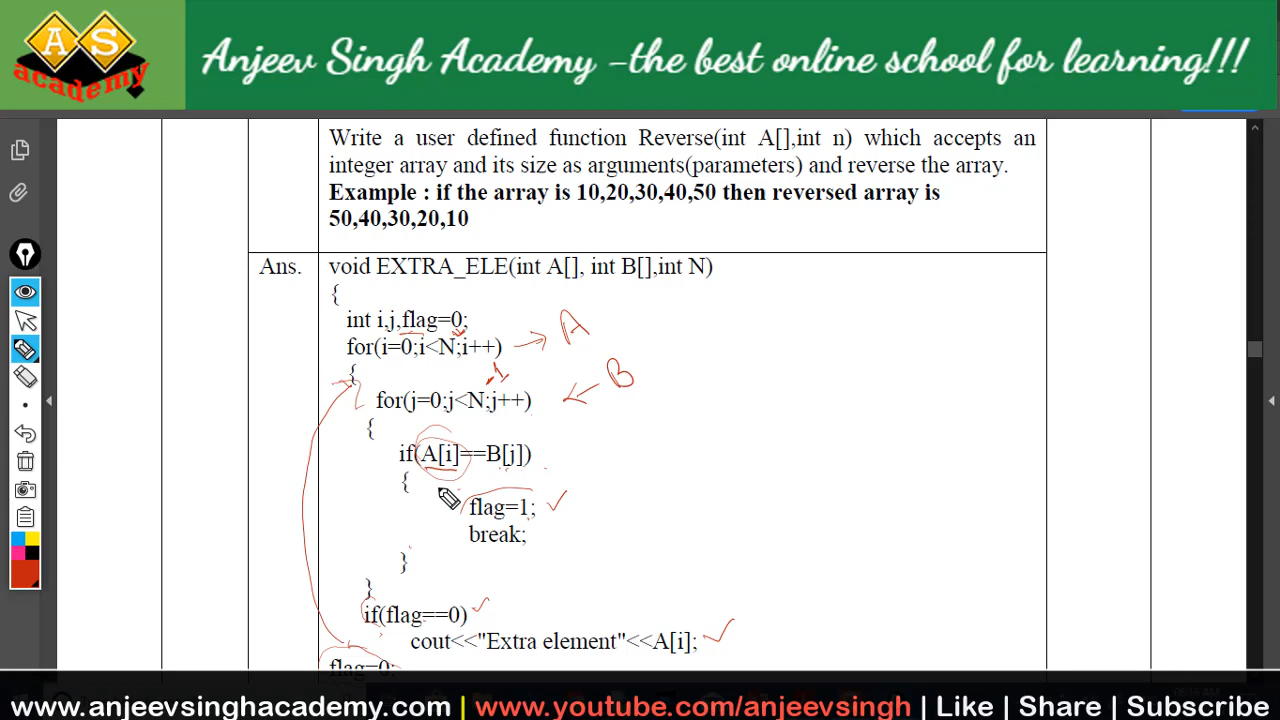 A S
academy
Anjeev Singh Academy -the best online school for learning!!!
Write a user defined function Reverse(int A[],int n) which accepts an
integer array and its size as arguments(parameters) and reverse the array.
Example : if the array is 10,20,30,40,50 then reversed array is
50,40,30,20,10
Ans.
void EXTRA_ELE(int A[], int B[],int N)
{
int i,j,flag=0;
for(i=0;i<N;i++)
A
{
B
for(j=0;j<N;j++)
{
if(A[i]==B[j])
{
flag=1;
break;
}
}
if(flag==0)
cout<<"Extra element"<<A[i];
flag=0;
www.anjeevsinghacademy.com | www.youtube.com/anjeevsingh | Like | Share | Subscribe